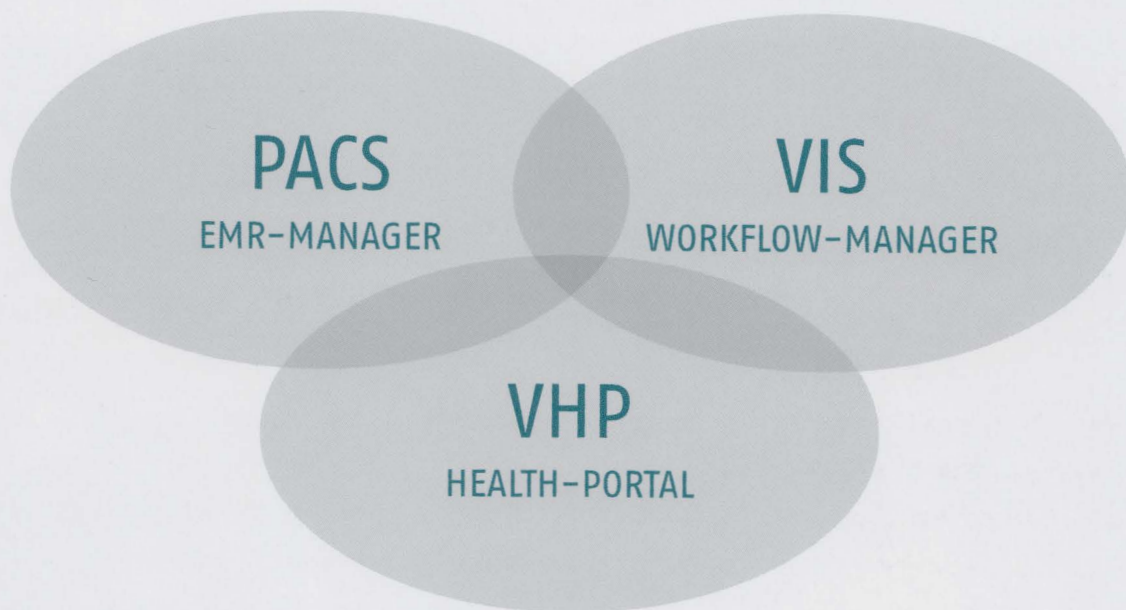 PACS
EMR-MANAGER
VIS
WORKFLOW-MANAGER
VHP
HEALTH-PORTAL